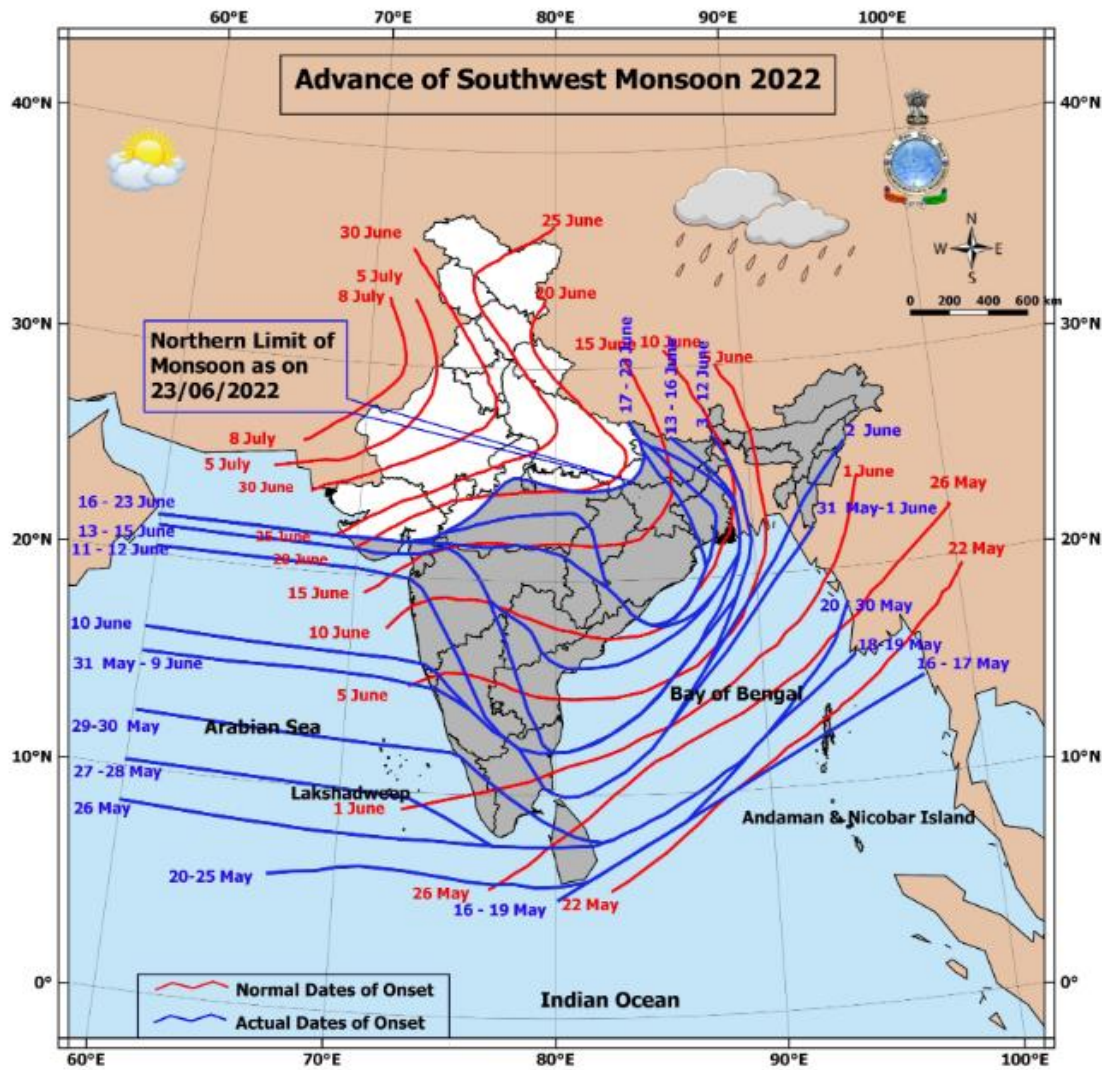 60°E 70°E 80°E 90°E 100°E
Advance of Southwest Monsoon 2022
40°N 40°N
N
W E
S
0 200 400 600 km
25 June
30 June
5 July
8 July
20 June
30°N 30°N
Northern Limit of
Monsoon as on
23/06/2022
15 June
10 June
17 - 23 June
13 - 16 June
3 - 12 June
2 June
8 July
5 July
30 June
1 June
26 May
31 May-1 June
16 - 23 June
13 - 15 June
11 - 12 June
25 June
20 June
20°N 20°N
22 May
15 June
20 - 30 May
10 June
10 June
18-19 May
16 - 17 May
31 May - 9 June
5 June
Bay of Bengal
29-30 May
Arabian Sea
10°N 10°N
27 -28 May
Lakshadweep
26 May
1 June
Andaman & Nicobar Island
20-25 May
26 May
16 - 19 May
22 May
0° 0°
Normal Dates of Onset
Actual Dates of Onset
Indian Ocean
60°E 70°E 80°E 90°E 100°E